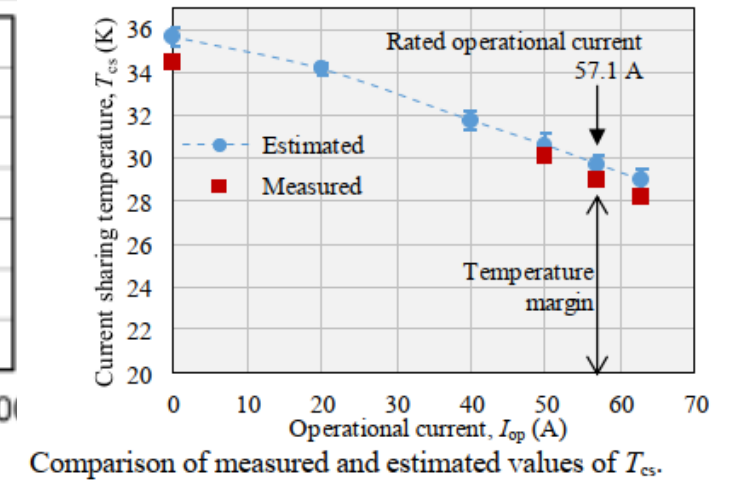 36
34
32
30
28
26
24
22
20
Current sharing temperature, Tcs (K)
Rated operational current
57.1 A
Estimated
Measured
Temperature
margin
0 10 20 30 40 50 60 70
Operational current, Iop (A)
Comparison of measured and estimated values of Tcs.